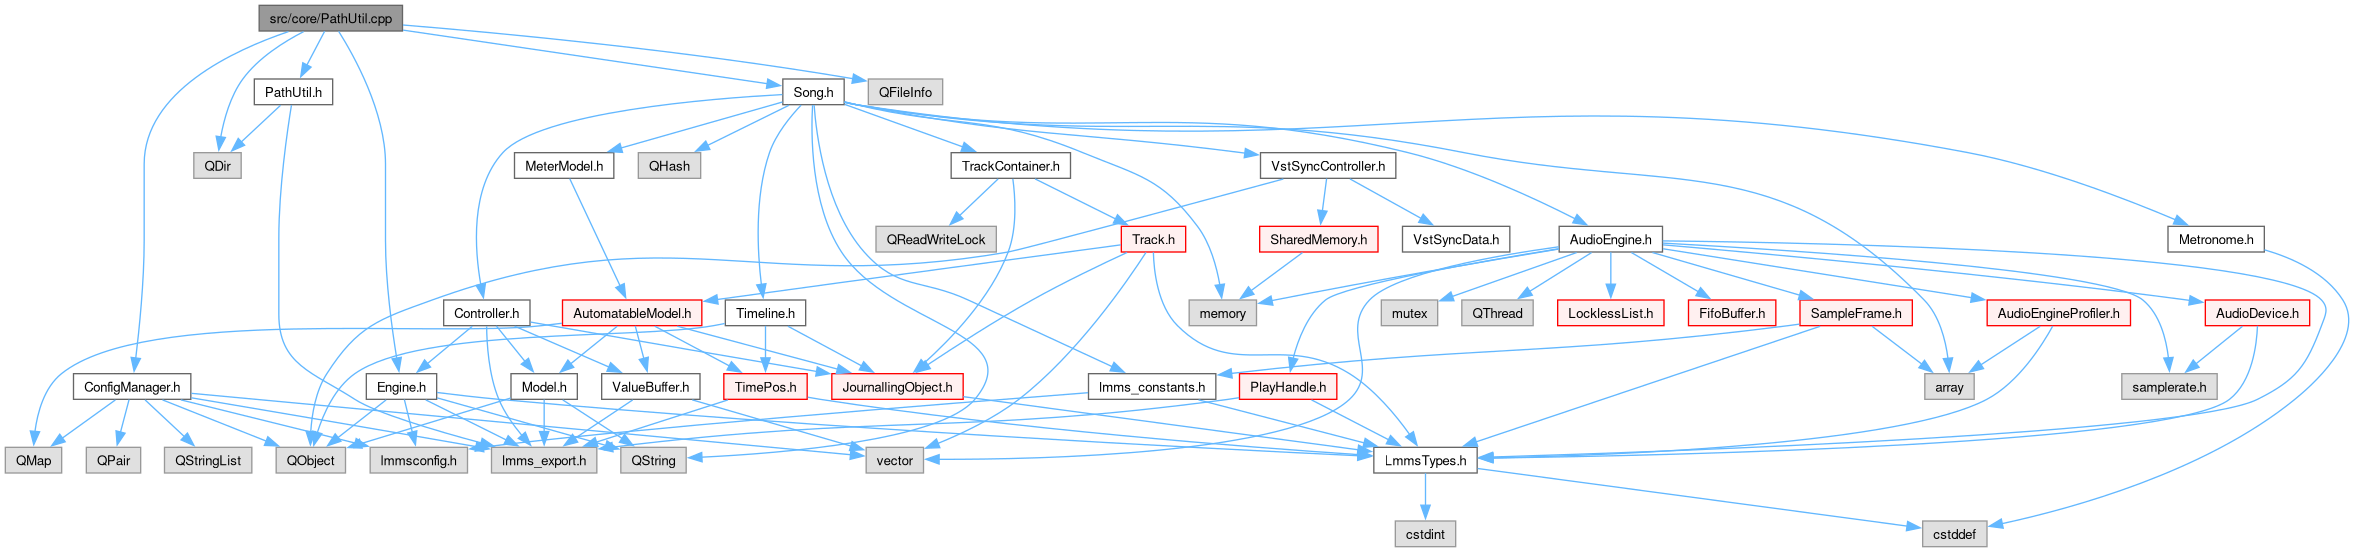 src/core/PathUtil.cpp
PathUtil.h
Song.h
QFileInfo
QDir
MeterModel.h
QHash
TrackContainer.h
VstSyncController.h
QReadWriteLock
Track.h
SharedMemory.h
VstSyncData.h
AudioEngine.h
Metronome.h
Controller.h
AutomatableModel.h
Timeline.h
memory
mutex
QThread
LocklessList.h
FifoBuffer.h
SampleFrame.h
AudioEngineProfiler.h
AudioDevice.h
ConfigManager.h
Engine.h
Model.h
ValueBuffer.h
TimePos.h
JournallingObject.h
lmms_constants.h
PlayHandle.h
array
samplerate.h
QMap
QPair
QStringList
QObject
lmmsconfig.h
lmms_export.h
QString
vector
LmmsTypes.h
cstdint
cstddef